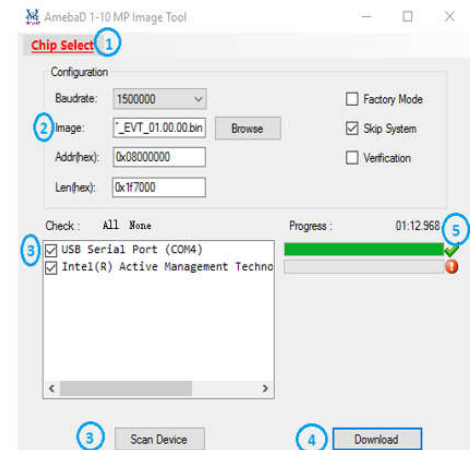 AmebaD 1-10 MP Image Tool
Chip Select 1
Configuration
Baudrate: 1500000
Factory Mode
2 Image: _EVT_01.00.00.bin Browse
Skip System
Addr(hex): 0x08000000
Verification
Len(hex): 0x1f7000
Check : All None
Progress : 01:12.968
5
3 USB Serial Port (COM4)
Intel(R) Active Management Techno
3 Scan Device
4 Download